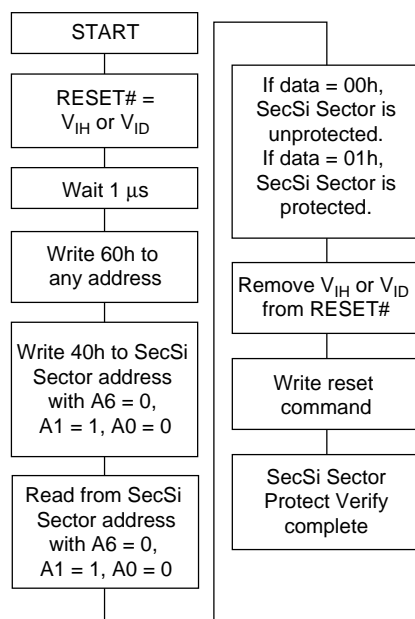 START
RESET# =
V_IH or V_ID
Wait 1 μs
Write 60h to
any address
Write 40h to SecSi
Sector address
with A6 = 0,
A1 = 1, A0 = 0
Read from SecSi
Sector address
with A6 = 0,
A1 = 1, A0 = 0
If data = 00h,
SecSi Sector is
unprotected.
If data = 01h,
SecSi Sector is
protected.
Remove V_IH or V_ID
from RESET#
Write reset
command
SecSi Sector
Protect Verify
complete